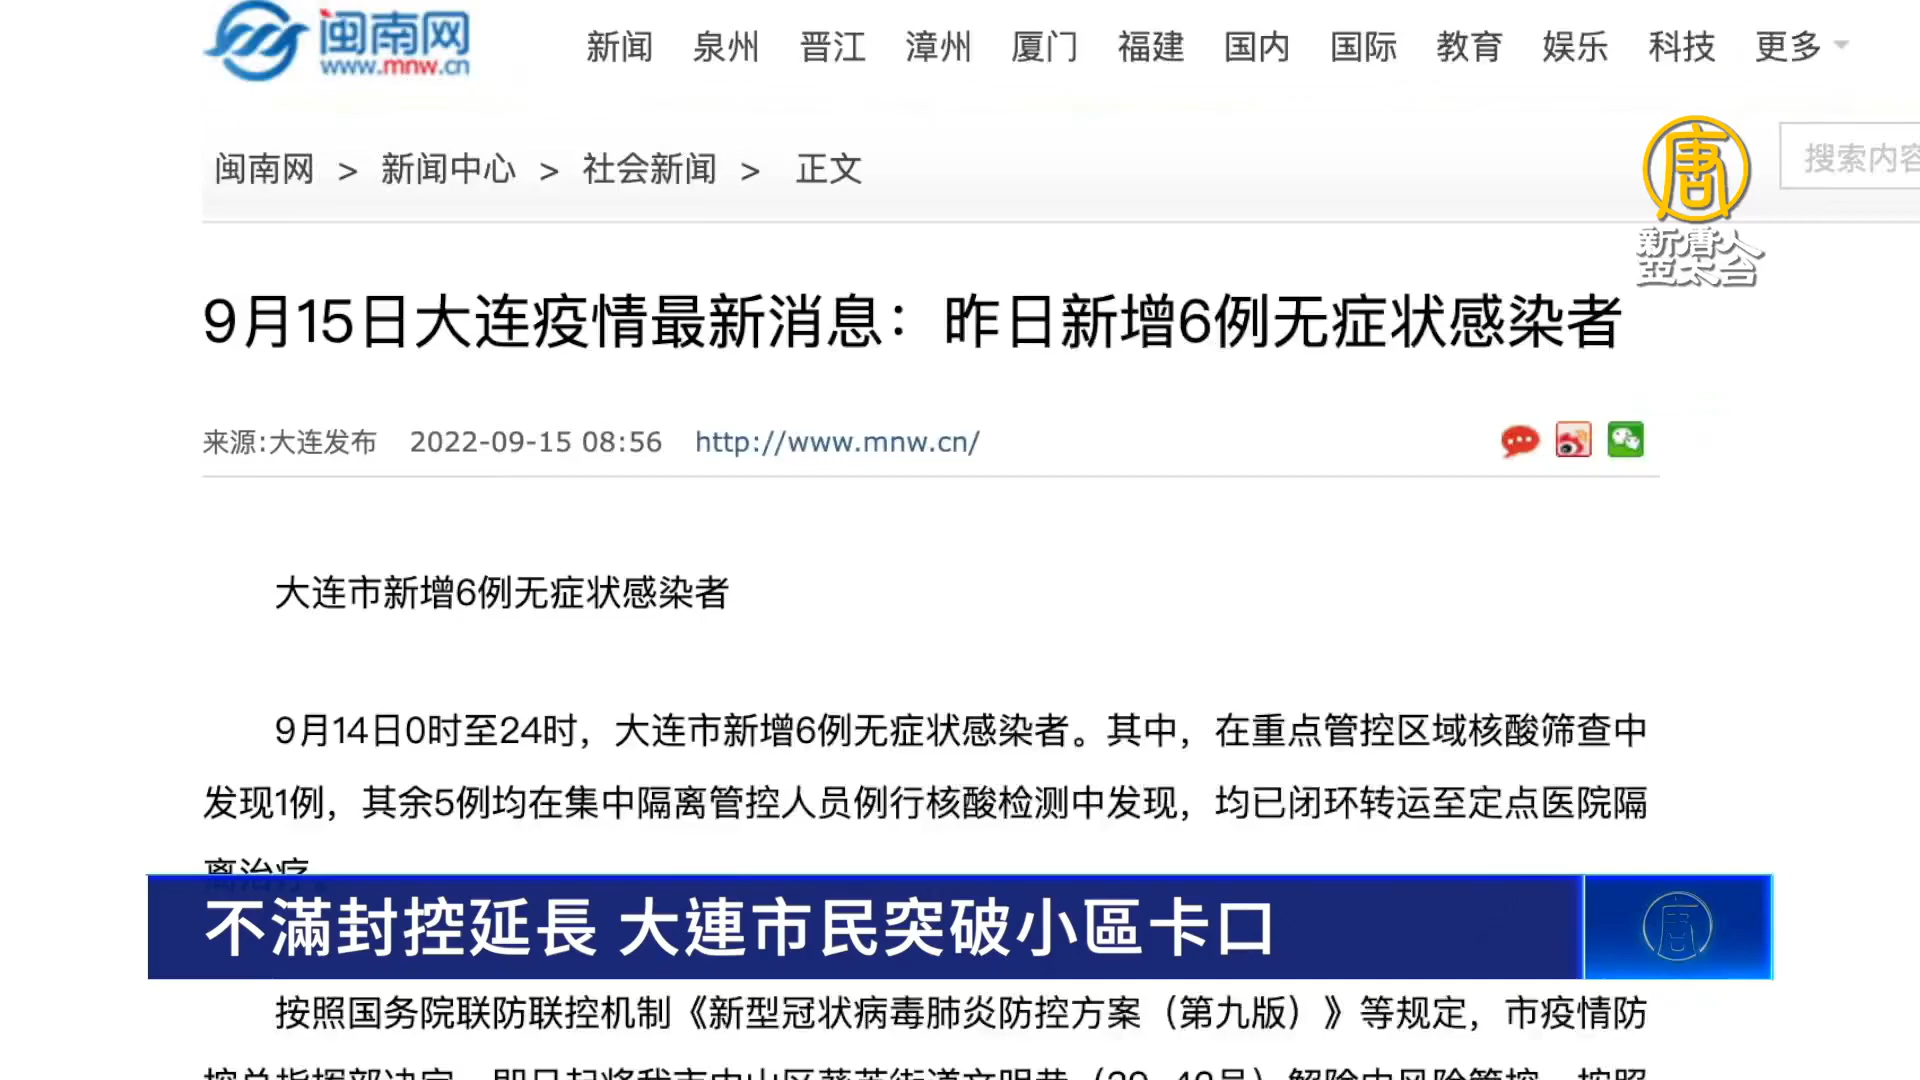 闽南网
www.mnw.cn
新闻 泉州 晋江 漳州 厦门 福建 国内 国际 教育 娱乐 科技 更多
闽南网 > 新闻中心 > 社会新闻 > 正文
搜索内容
唐
新唐人
亞太台
9月15日大连疫情最新消息：昨日新增6例无症状感染者
来源:大连发布 2022-09-15 08:56 http://www.mnw.cn/
大连市新增6例无症状感染者
9月14日0时至24时，大连市新增6例无症状感染者。其中，在重点管控区域核酸筛查中
发现1例，其余5例均在集中隔离管控人员例行核酸检测中发现，均已闭环转运至定点医院隔
离治疗。
不滿封控延長 大連市民突破小區卡口
唐
按照国务院联防联控机制《新型冠状病毒肺炎防控方案（第九版）》等规定，市疫情防